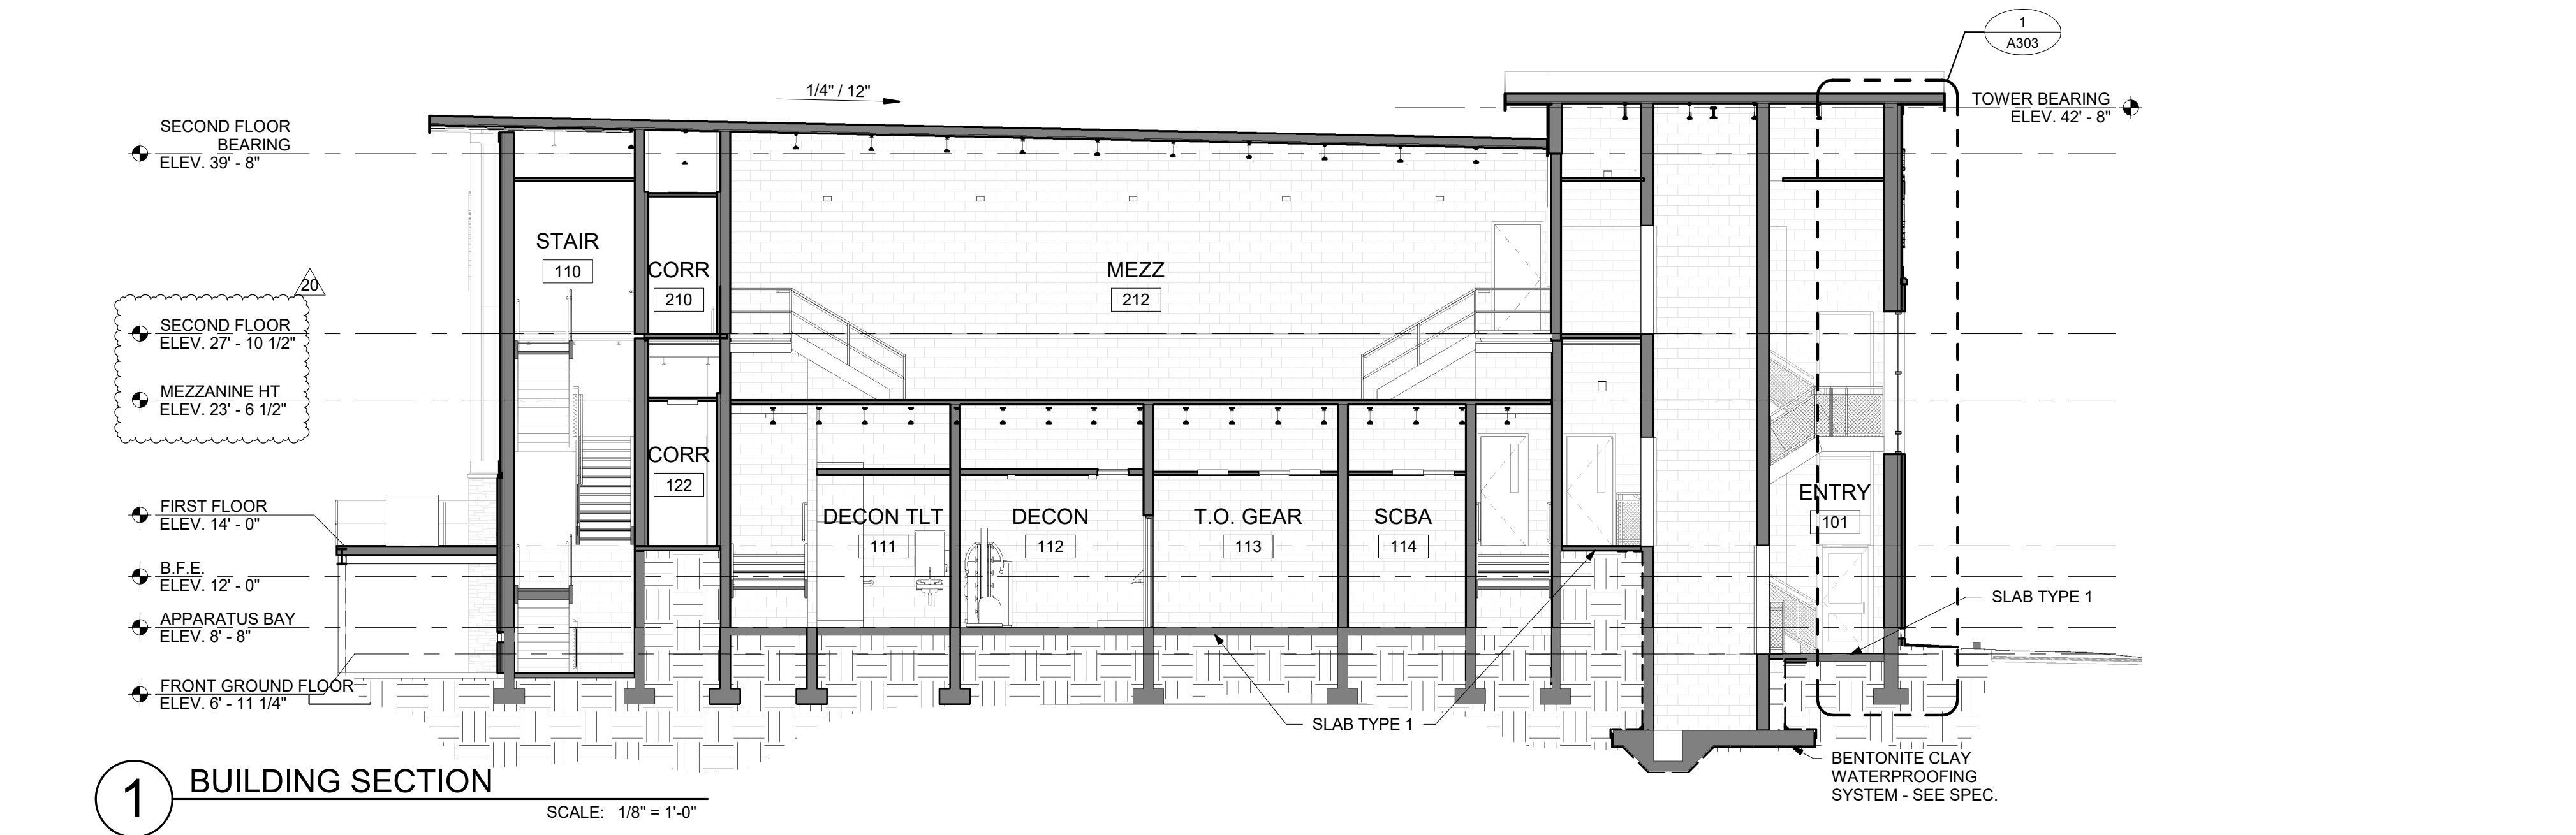 1
A303
1/4" / 12"
TOWER BEARING
ELEV. 42' - 8"
SECOND FLOOR
BEARING
ELEV. 39' - 8"
STAIR
110
CORR
210
MEZZ
212
20
SECOND FLOOR
ELEV. 27' - 10 1/2"
MEZZANINE HT
ELEV. 23' - 6 1/2"
CORR
122
ENTRY
101
FIRST FLOOR
ELEV. 14' - 0"
DECON TLT
111
DECON
112
T.O. GEAR
113
SCBA
114
B.F.E.
ELEV. 12' - 0"
SLAB TYPE 1
APPARATUS BAY
ELEV. 8' - 8"
FRONT GROUND FLOOR
ELEV. 6' - 11 1/4"
SLAB TYPE 1
BENTONITE CLAY
WATERPROOFING
SYSTEM - SEE SPEC.
1
BUILDING SECTION
SCALE: 1/8" = 1'-0"